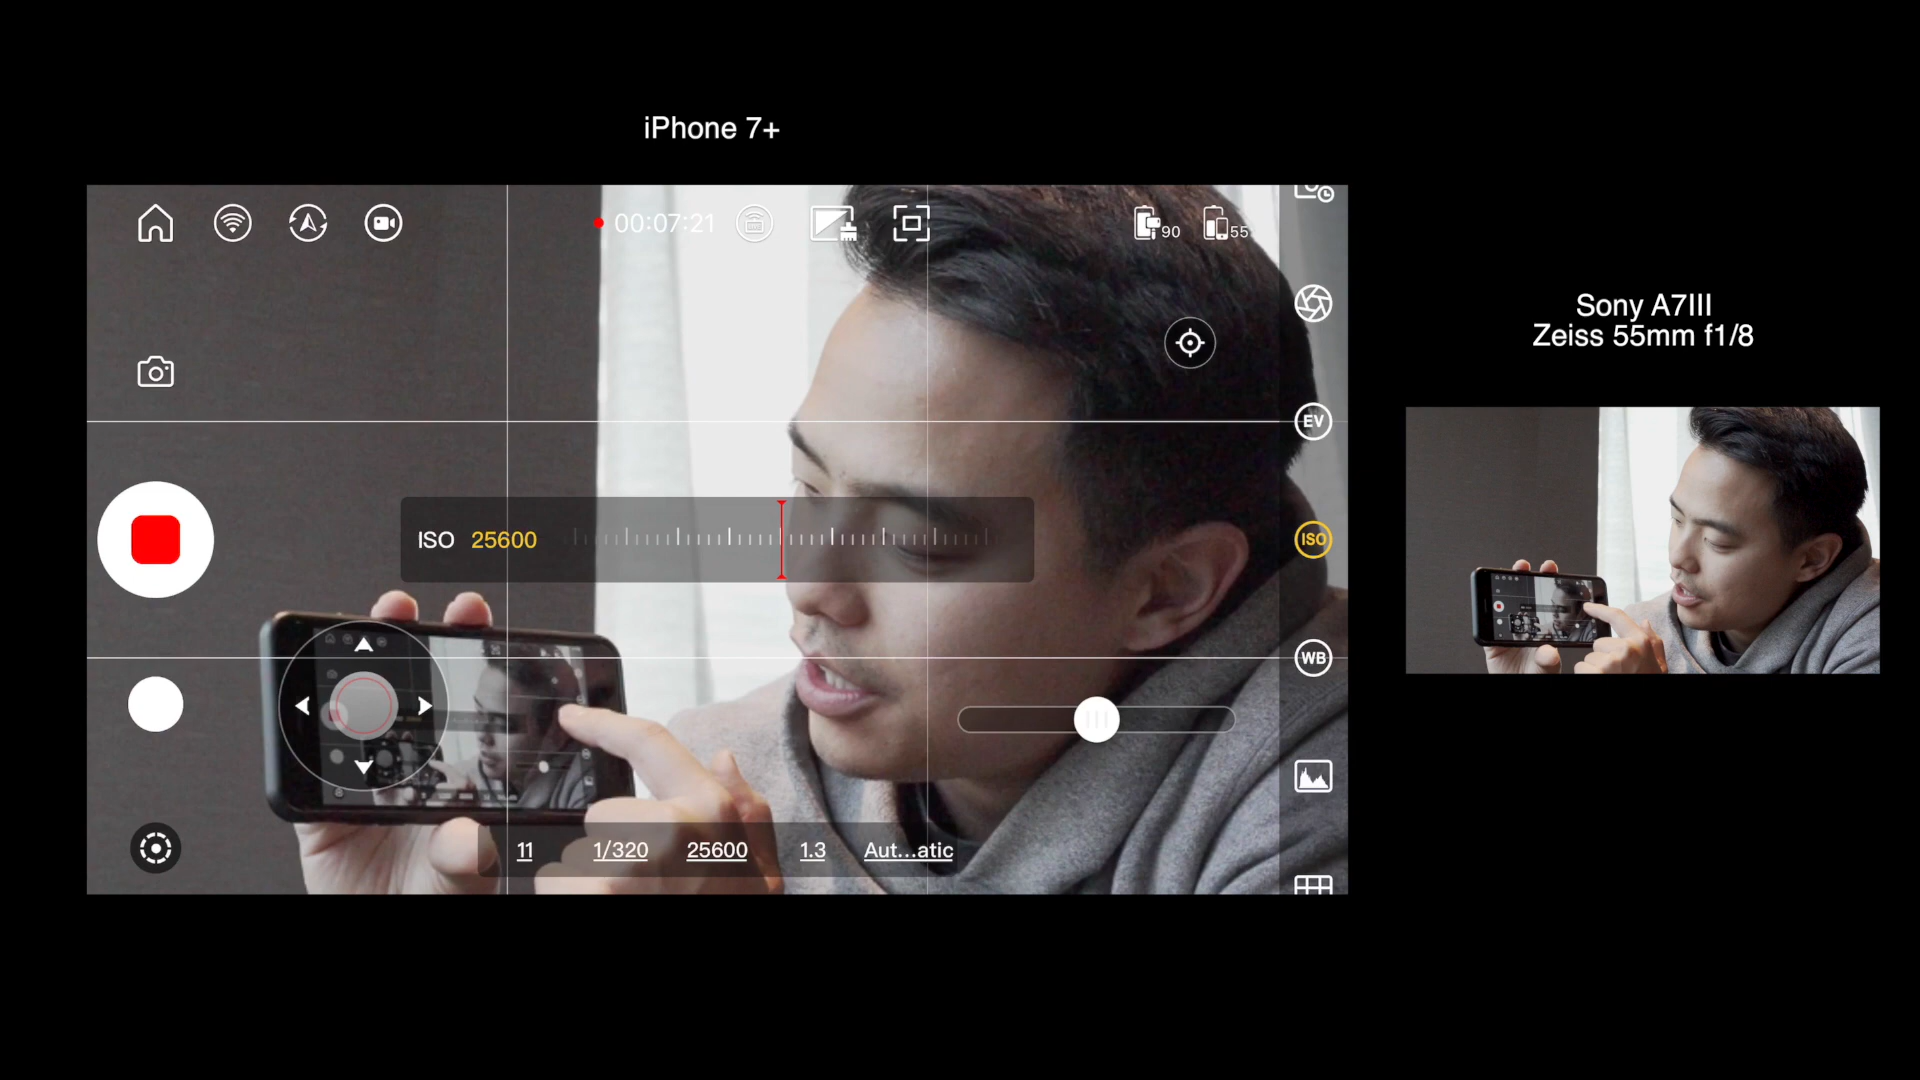 iPhone 7+
00:07:21
90
55
Sony A7III
Zeiss 55mm f1/8
EV
ISO 25600
ISO
WB
11 1/320 25600 1.3 Aut...atic